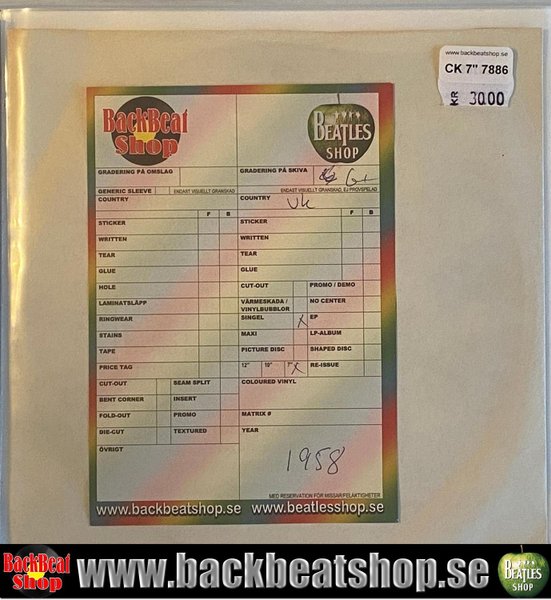 www.backbeatshop.se
CK 7" 7886
KR 30.00
BackBeat
Shop
BEATLES
SHOP
GRADERING PÅ OMSLAG
GRADERING PÅ SKIVA G+
GENERIC SLEEVE ENDAST VISUELLT GRANSKAD
ENDAST VISUELLT GRANSKAD, EJ PROVSPELAD
COUNTRY
COUNTRY UK
F B
F B
STICKER
STICKER
WRITTEN
WRITTEN
TEAR
TEAR
GLUE
GLUE
HOLE
CUT-OUT PROMO / DEMO
LAMINATSLÄPP
VÄRMESKADA /
VINYLBUBBLOR
NO CENTER
RINGWEAR
SINGEL X EP
STAINS
MAXI LP-ALBUM
TAPE
PICTURE DISC SHAPED DISC
PRICE TAG
12" 10" 7" X RE-ISSUE
CUT-OUT SEAM SPLIT
COLOURED VINYL
BENT CORNER INSERT
FOLD-OUT PROMO
MATRIX #
DIE-CUT TEXTURED
YEAR
ÖVRIGT
1958
MED RESERVATION FÖR MISSAR/FELAKTIGHETER
www.backbeatshop.se www.beatlesshop.se
BackBeat
Shop
www.backbeatshop.se
BEATLES
SHOP